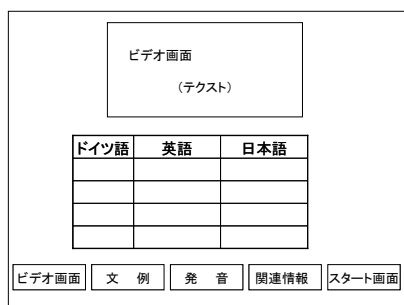 ビデオ画面
(テクスト)
ドイツ語 英語 日本語
ビデオ画面 文 例 発 音 関連情報 スタート画面